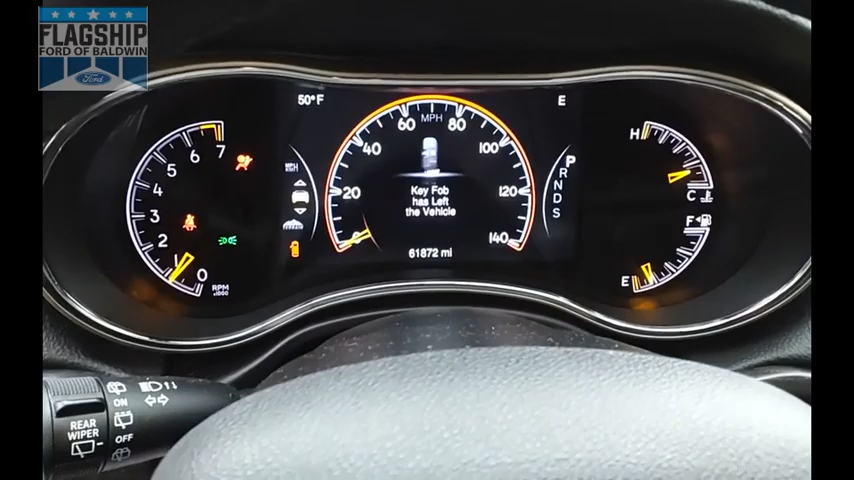 FLAGSHIP
FORD OF BALDWIN
Ford
50°F
E
MPH
60
80
40
100
20
120
0
140
Key Fob
has Left
the Vehicle
61872 mi
7
6
5
4
3
2
1
0
RPM
x1000
P
R
N
D
S
H
C
F
E
REAR
WIPER
ON
OFF